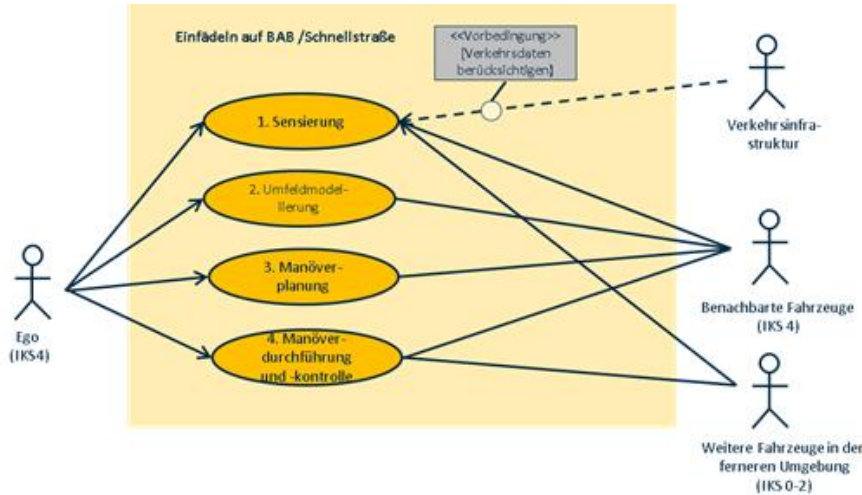 Einfädeln auf BAB /Schnellstraße
<<Vorbedingung>>
[Verkehrsdaten
berücksichtigen]
1. Sensierung
Verkehrsinfra-
struktur
2. Umfeldmodel-
lierung
3. Manöver-
planung
Ego
(IKS4)
Benachbarte Fahrzeuge
(IKS 4)
4. Manöver-
durchführung
und -kontrolle
Weitere Fahrzeuge in der
ferneren Umgebung
(IKS 0-2)